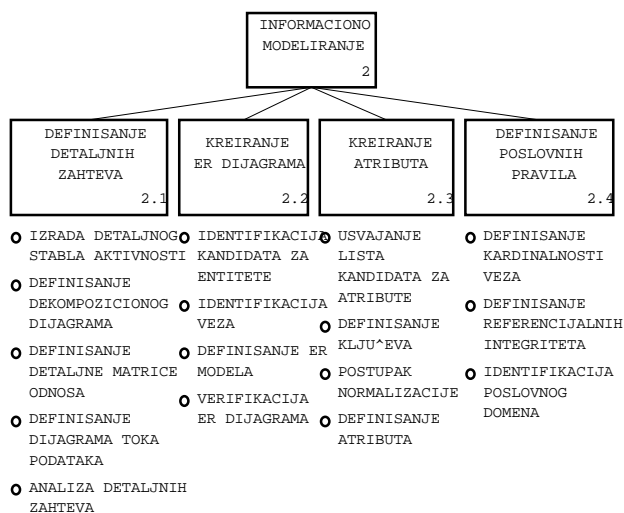 INFORMACIONO
MODELIRANJE
2
DEFINISANJE
DETALJNIH
ZAHTEVA
2.1
KREIRANJE
ER DIJAGRAMA
2.2
KREIRANJE
ATRIBUTA
2.3
DEFINISANJE
POSLOVNIH
PRAVILA
2.4
IZRADA DETALJNOG
STABLA AKTIVNOSTI
DEFINISANJE
DEKOMPOZICIONOG
DIJAGRAMA
DEFINISANJE
DETALJNE MATRICE
ODNOSA
DEFINISANJE
DIJAGRAMA TOKA
PODATAKA
ANALIZA DETALJNIH
ZAHTEVA
IDENTIFIKACIJA
KANDIDATA ZA
ENTITETE
IDENTIFIKACIJA
VEZA
DEFINISANJE ER
MODELA
VERIFIKACIJA
ER DIJAGRAMA
USVAJANJE
LISTA
KANDIDATA ZA
ATRIBUTE
DEFINISANJE
KLJU^EVA
POSTUPAK
NORMALIZACIJE
DEFINISANJE
ATRIBUTA
DEFINISANJE
KARDINALNOSTI
VEZA
DEFINISANJE
REFERENCIJALNIH
INTEGRITETA
IDENTIFIKACIJA
POSLOVNOG
DOMENA